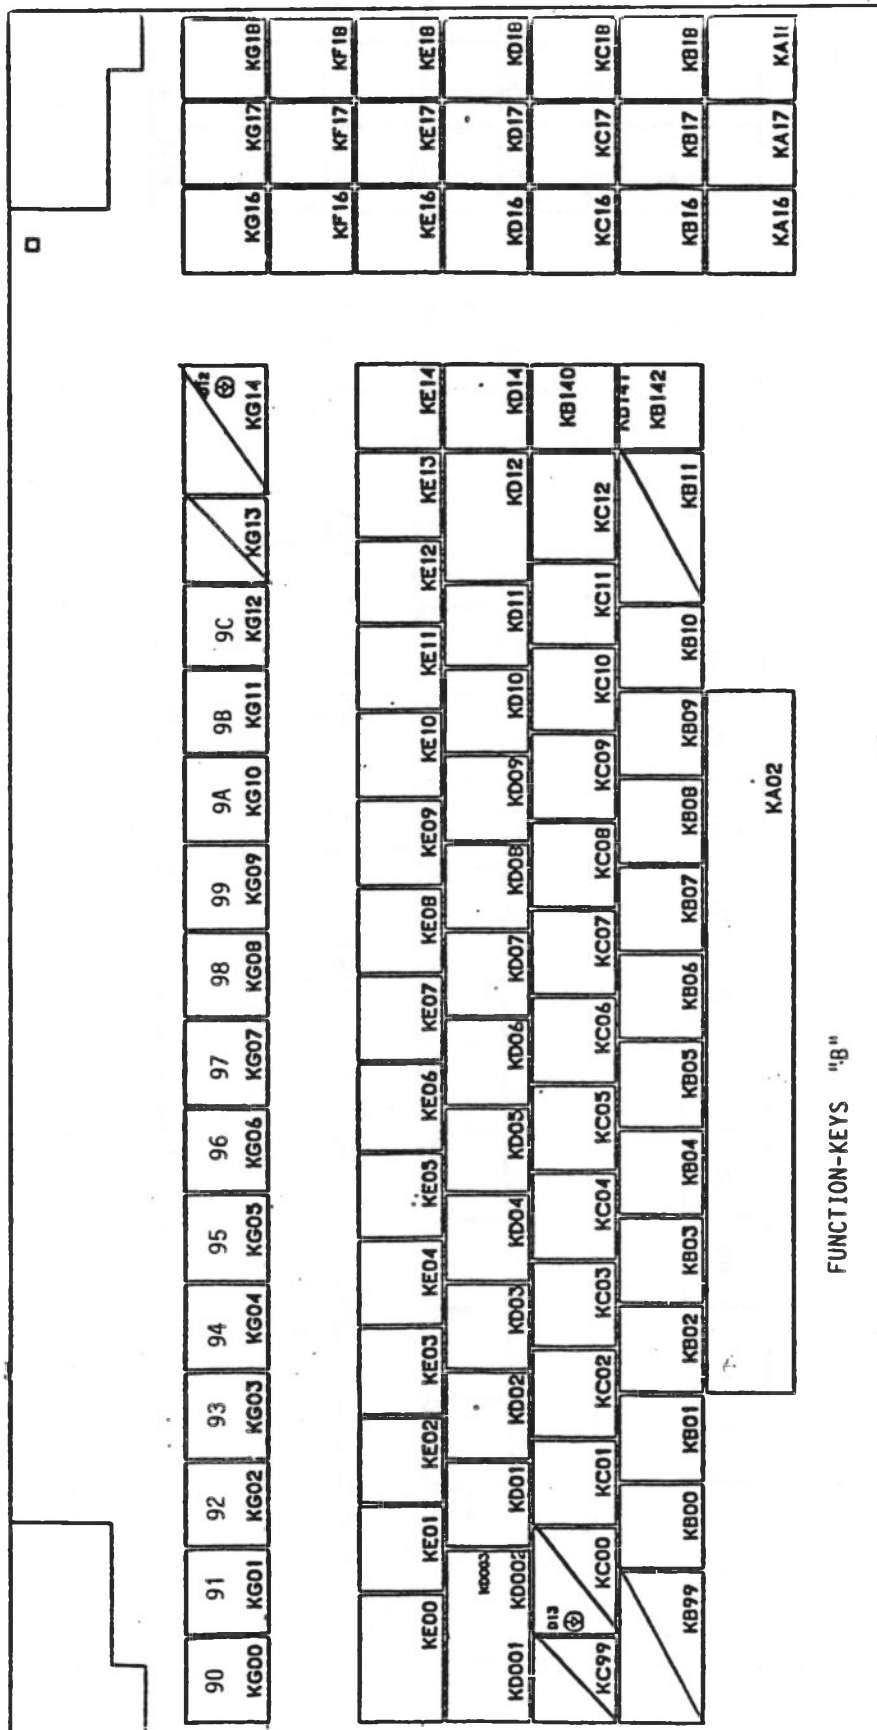 90 91 92 93 94 95 96 97 98 99 9A 9B 9C
KG00 KG01 KG02 KG03 KG04 KG05 KG06 KG07 KG08 KG09 KG10 KG11 KG12 KG13 KG14 KG16 KG17 KG18
KF16 KF17 KF18
KE00 KE01 KE02 KE03 KE04 KE05 KE06 KE07 KE08 KE09 KE10 KE11 KE12 KE13 KE14 KE16 KE17 KE18
KD003
KD001 KD002 KD01 KD02 KD03 KD04 KD05 KD06 KD07 KD08 KD09 KD10 KD11 KD12 KD14 KD16 KD17 KD18
D13 KB140
KC99 KC00 KC01 KC02 KC03 KC04 KC05 KC06 KC07 KC08 KC09 KC10 KC11 KC12 KC16 KC17 KC18
KB142
KB99 KB00 KB01 KB02 KB03 KB04 KB05 KB06 KB07 KB08 KB09 KB10 KB11 KB16 KB17 KB18
KA02 KA16 KA17
FUNCTION-KEYS "B"